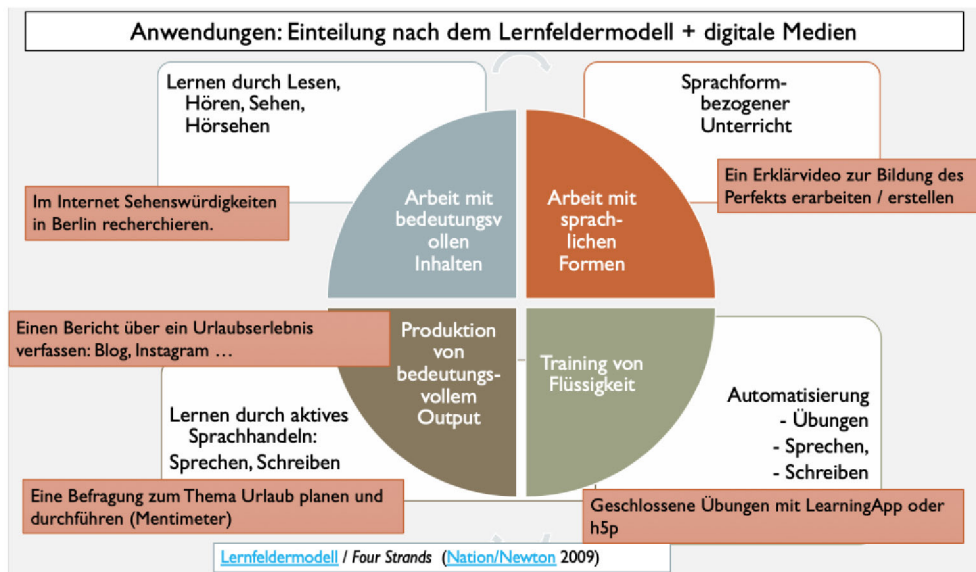 Anwendungen: Einteilung nach dem Lernfeldermodell + digitale Medien
Lernen durch Lesen,
Hören, Sehen,
Hörsehen
Im Internet Sehenswürdigkeiten
in Berlin recherchieren.
Arbeit mit
bedeutungsv
ollen
Inhalten
Sprachform-
bezogener
Unterricht
Ein Erklärvideo zur Bildung des
Perfekts erarbeiten / erstellen
Arbeit mit
sprach-
lichen
Formen
Einen Bericht über ein Urlaubserlebnis
verfassen: Blog, Instagram …
Produktion
von
bedeutungs-
vollem
Output
Lernen durch aktives
Sprachhandeln:
Sprechen, Schreiben
Eine Befragung zum Thema Urlaub planen und
durchführen (Mentimeter)
Training von
Flüssigkeit
Automatisierung
- Übungen
- Sprechen,
- Schreiben
Geschlossene Übungen mit LearningApp oder
h5p
Lernfeldermodell / Four Strands (Nation/Newton 2009)